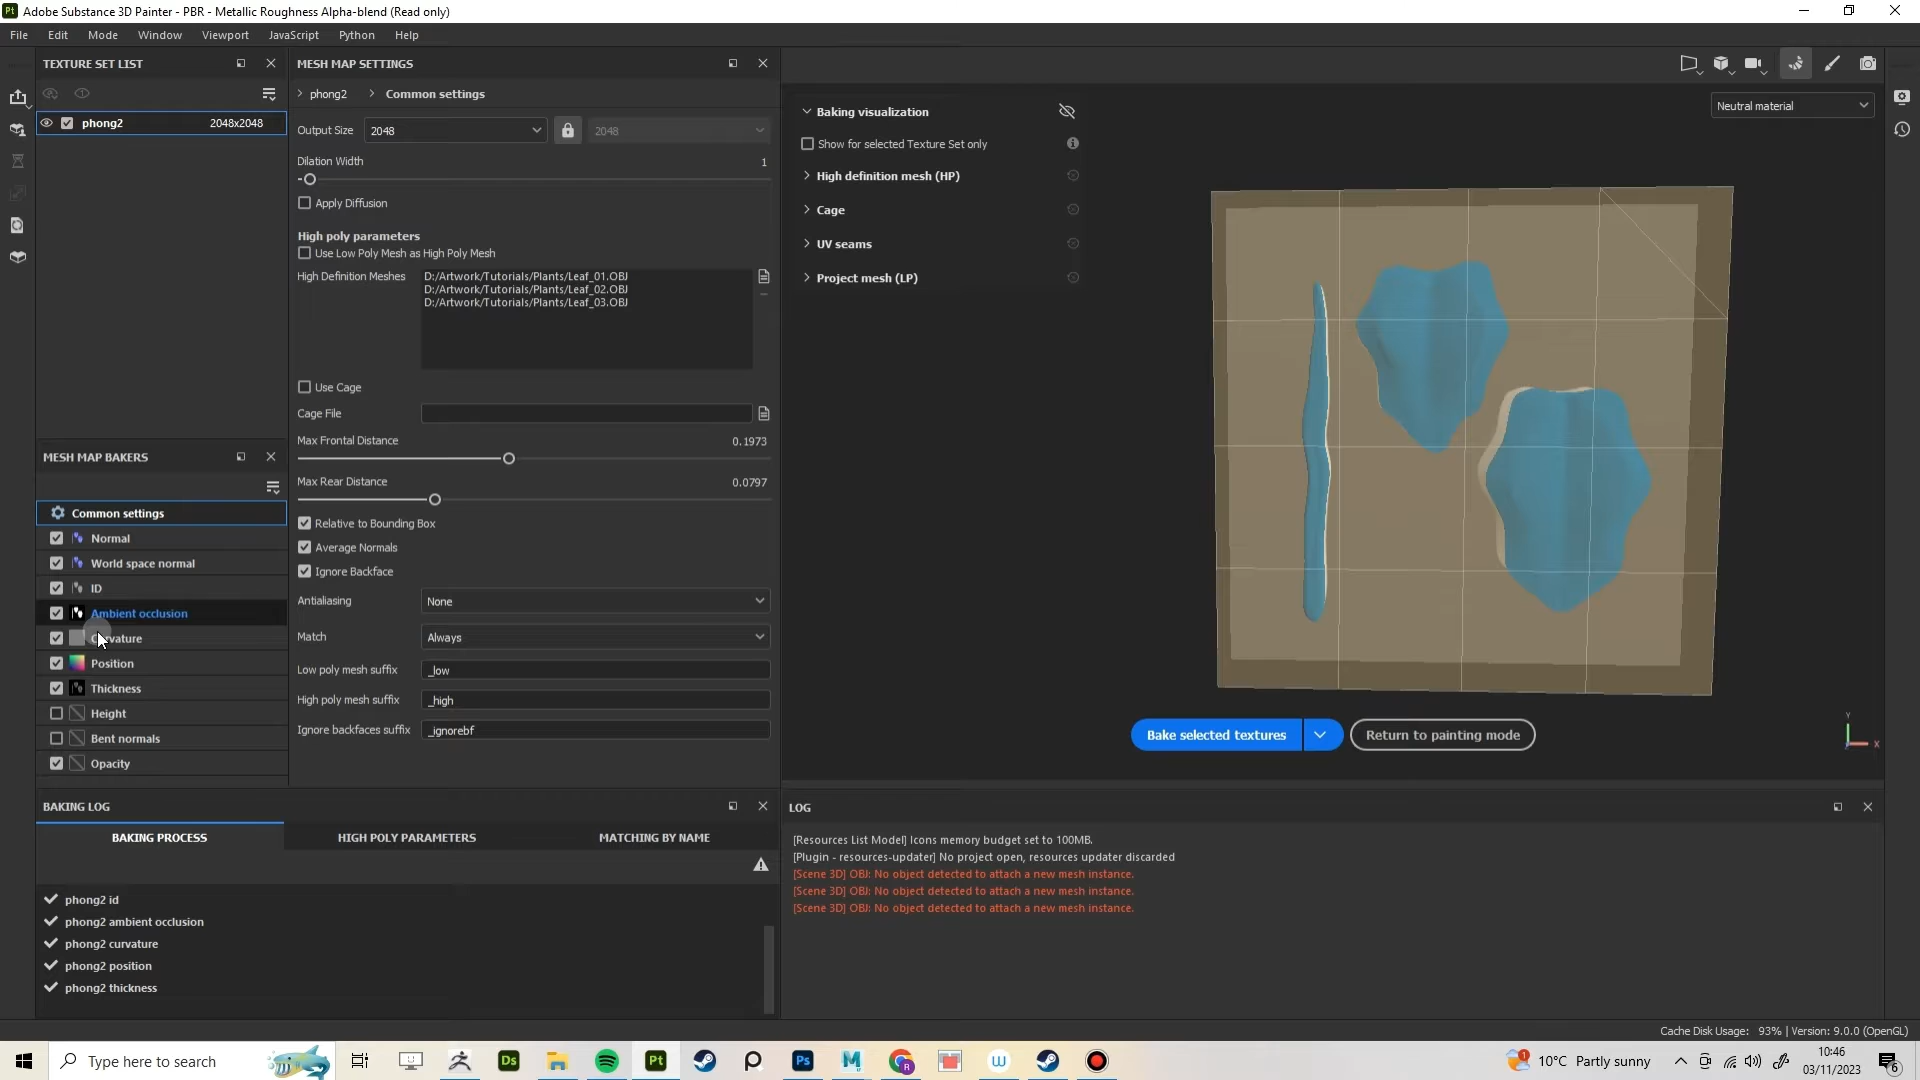 Pt Adobe Substance 3D Painter - PBR - Metallic Roughness Alpha-blend (Read only)
File Edit Mode Window Viewport JavaScript Python Help
TEXTURE SET LIST
phong2 2048x2048
MESH MAP SETTINGS
phong2 > Common settings
Output Size 2048 2048
Dilation Width 1
Apply Diffusion
High poly parameters
Use Low Poly Mesh as High Poly Mesh
High Definition Meshes D:/Artwork/Tutorials/Plants/Leaf_01.OBJ
D:/Artwork/Tutorials/Plants/Leaf_02.OBJ
D:/Artwork/Tutorials/Plants/Leaf_03.OBJ
Use Cage
Cage File
Max Frontal Distance 0.1973
Max Rear Distance 0.0797
Relative to Bounding Box
Average Normals
Ignore Backface
Antialiasing None
Match Always
Low poly mesh suffix _low
High poly mesh suffix _high
Ignore backfaces suffix _ignorebf
MESH MAP BAKERS
Common settings
Normal
World space normal
ID
Ambient occlusion
Curvature
Position
Thickness
Height
Bent normals
Opacity
Baking visualization
Show for selected Texture Set only
High definition mesh (HP)
Cage
UV seams
Project mesh (LP)
Neutral material
Bake selected textures
Return to painting mode
Y
X
BAKING LOG
BAKING PROCESS HIGH POLY PARAMETERS MATCHING BY NAME
phong2 id
phong2 ambient occlusion
phong2 curvature
phong2 position
phong2 thickness
LOG
[Resources List Model] Icons memory budget set to 100MB.
[Plugin - resources-updater] No project open, resources updater discarded
[Scene 3D] OBJ: No object detected to attach a new mesh instance.
[Scene 3D] OBJ: No object detected to attach a new mesh instance.
[Scene 3D] OBJ: No object detected to attach a new mesh instance.
Cache Disk Usage: 93% | Version: 9.0.0 (OpenGL)
Type here to search
Ds
Pt
Ps
M
R
W
1
10°C Partly sunny
10:46
03/11/2023
6